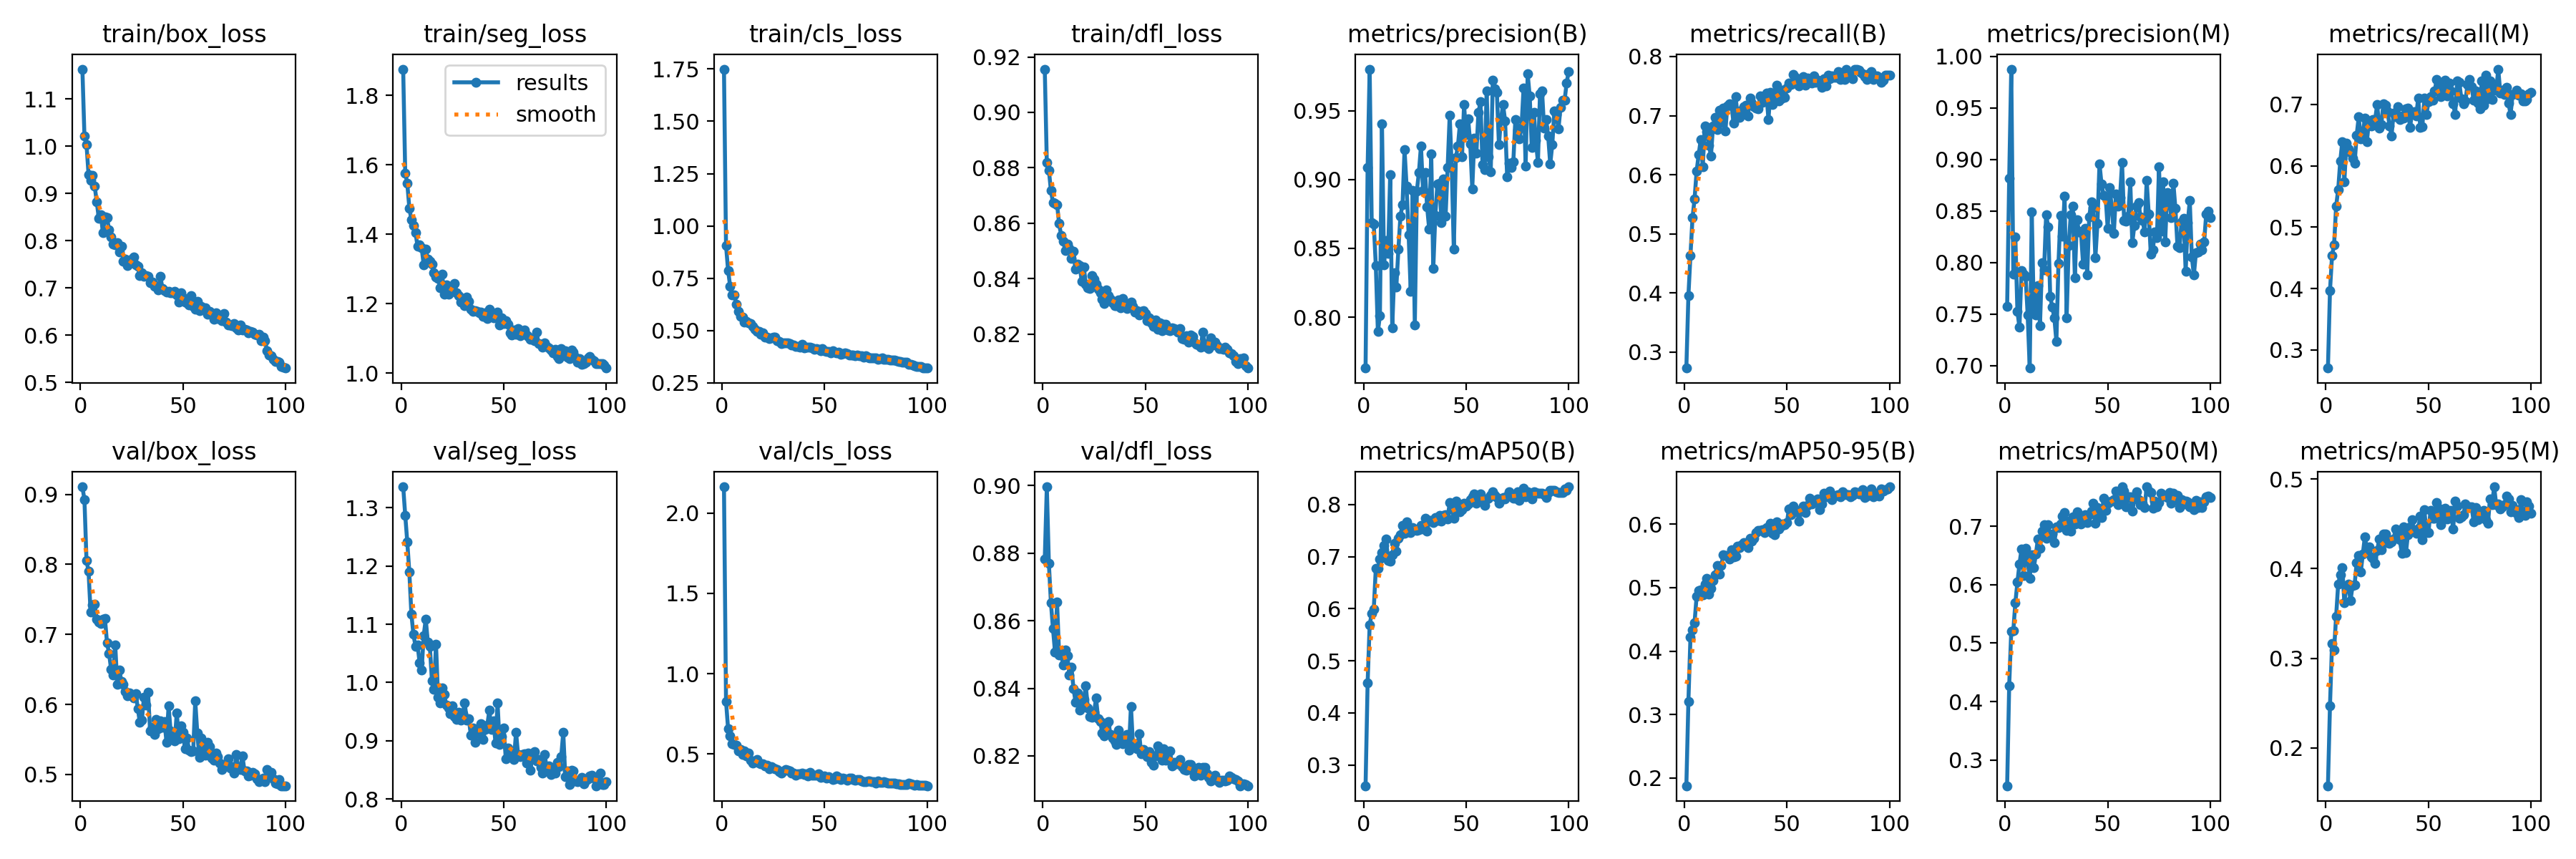 train/box_loss
train/seg_loss
train/cls_loss
train/dfl_loss
metrics/precision(B)
metrics/recall(B)
metrics/precision(M)
metrics/recall(M)
results
smooth
1.1
1.0
0.9
0.8
0.7
0.6
0.5
0 50 100
1.8
1.6
1.4
1.2
1.0
0 50 100
1.75
1.50
1.25
1.00
0.75
0.50
0.25
0 50 100
0.92
0.90
0.88
0.86
0.84
0.82
0 50 100
0.95
0.90
0.85
0.80
0 50 100
0.8
0.7
0.6
0.5
0.4
0.3
0 50 100
1.00
0.95
0.90
0.85
0.80
0.75
0.70
0 50 100
0.7
0.6
0.5
0.4
0.3
0 50 100
val/box_loss
val/seg_loss
val/cls_loss
val/dfl_loss
metrics/mAP50(B)
metrics/mAP50-95(B)
metrics/mAP50(M)
metrics/mAP50-95(M)
0.9
0.8
0.7
0.6
0.5
0 50 100
1.3
1.2
1.1
1.0
0.9
0.8
0 50 100
2.0
1.5
1.0
0.5
0 50 100
0.90
0.88
0.86
0.84
0.82
0 50 100
0.8
0.7
0.6
0.5
0.4
0.3
0 50 100
0.6
0.5
0.4
0.3
0.2
0 50 100
0.7
0.6
0.5
0.4
0.3
0 50 100
0.5
0.4
0.3
0.2
0 50 100